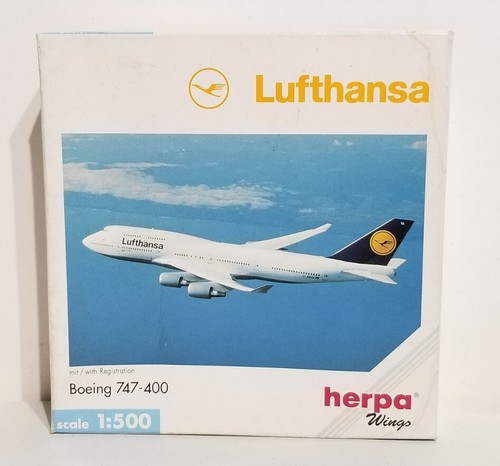 Lufthansa
Lufthansa
mit / with Registration
Boeing 747-400
scale 1:500
herpa®
Wings